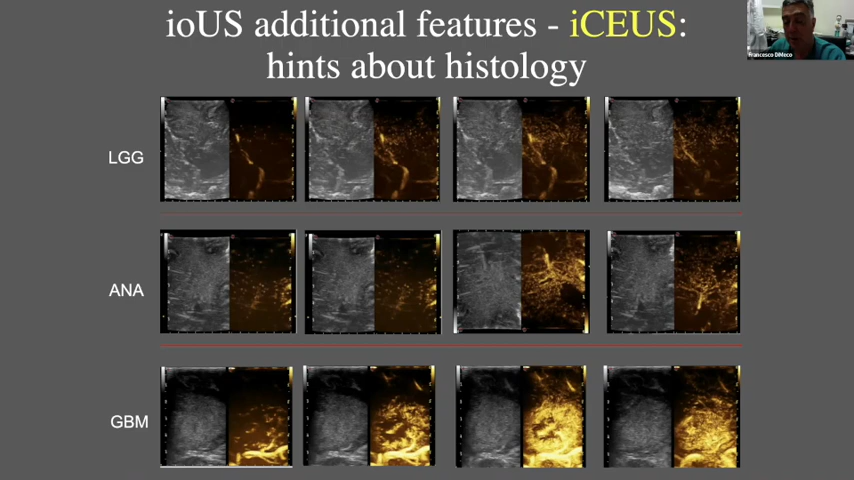 ioUS additional features - iCEUS:
hints about histology
Francesco DiMeco
LGG
ANA
GBM